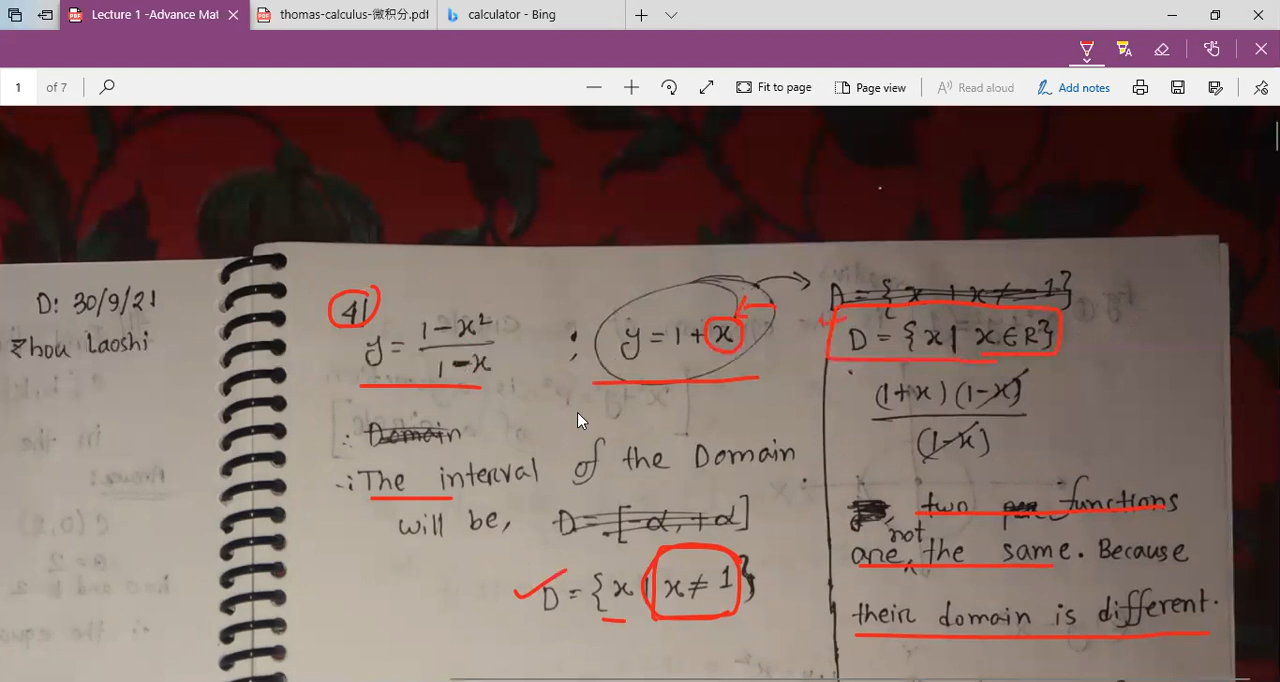 Lecture 1 -Advance Mat
thomas-calculus-微积分.pdf
calculator - Bing
1 of 7
Fit to page
Page view
Read aloud
Add notes
D: 30/9/21
Zhou Laoshi
41
y = 1-x² / 1-x ; y = 1 + x
∴ Domain
∴ The interval of the Domain
will be, D = [-α, +α]
D = {x | x ≠ 1}
D = { x | x ≠ -1}
D = {x | x ∈ R}
(1+x) (1-x) / (1-x)
two functions
are not the same. Because
their domain is different.